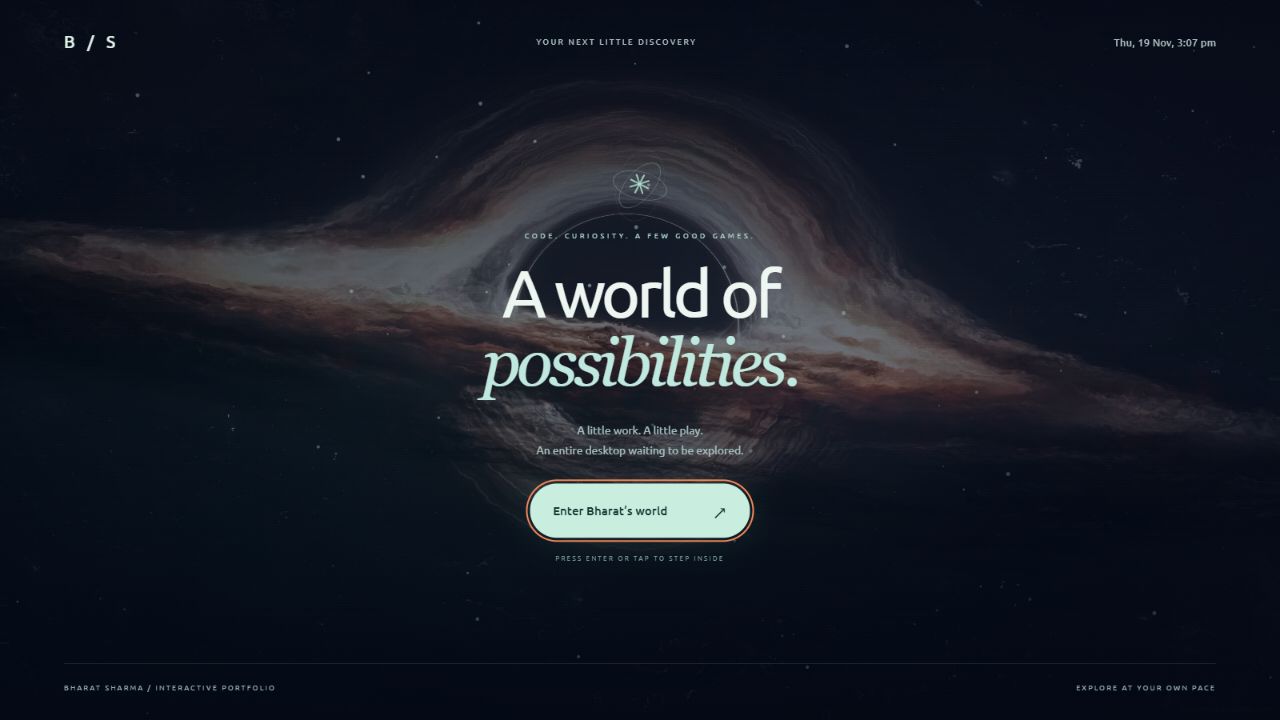 B / S
YOUR NEXT LITTLE DISCOVERY
Thu, 19 Nov, 3:07 pm
CODE. CURIOSITY. A FEW GOOD GAMES.
A world of
possibilities.
A little work. A little play.
An entire desktop waiting to be explored.
Enter Bharat's world ↗
PRESS ENTER OR TAP TO STEP INSIDE
BHARAT SHARMA / INTERACTIVE PORTFOLIO
EXPLORE AT YOUR OWN PACE